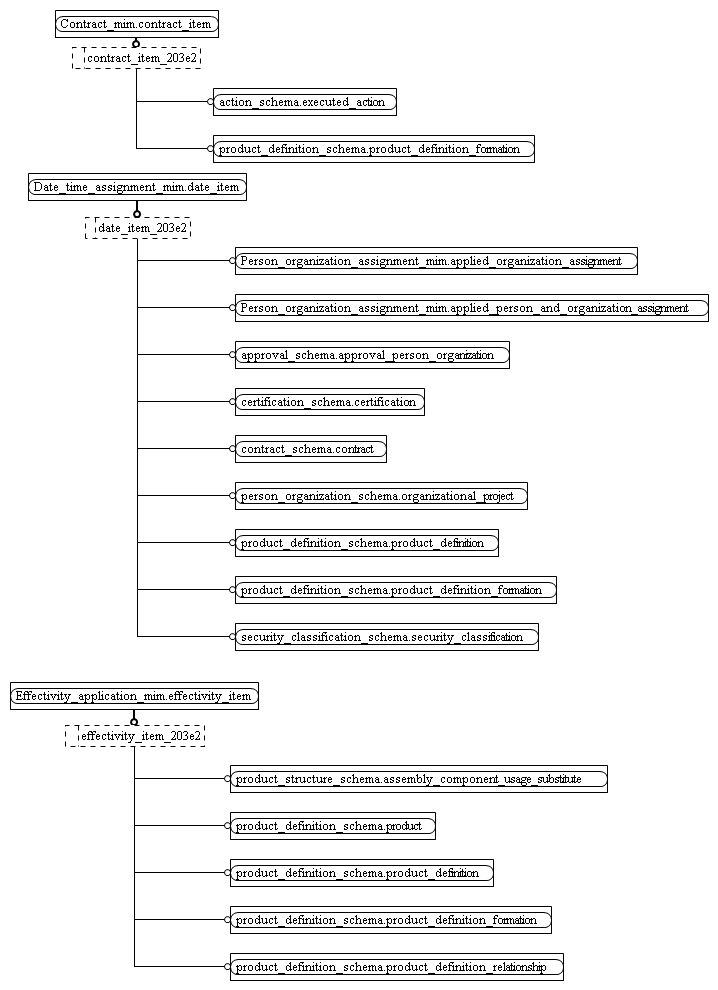 Contract_mim.contract_item
contract_item_203e2
action_schema.executed_action
product_definition_schema.product_definition_formation
Date_time_assignment_mim.date_item
date_item_203e2
Person_organization_assignment_mim.applied_organization_assignment
Person_organization_assignment_mim.applied_person_and_organization_assignment
approval_schema.approval_person_organization
certification_schema.certification
contract_schema.contract
person_organization_schema.organizational_project
product_definition_schema.product_definition
product_definition_schema.product_definition_formation
security_classification_schema.security_classification
Effectivity_application_mim.effectivity_item
effectivity_item_203e2
product_structure_schema.assembly_component_usage_substitute
product_definition_schema.product
product_definition_schema.product_definition
product_definition_schema.product_definition_formation
product_definition_schema.product_definition_relationship